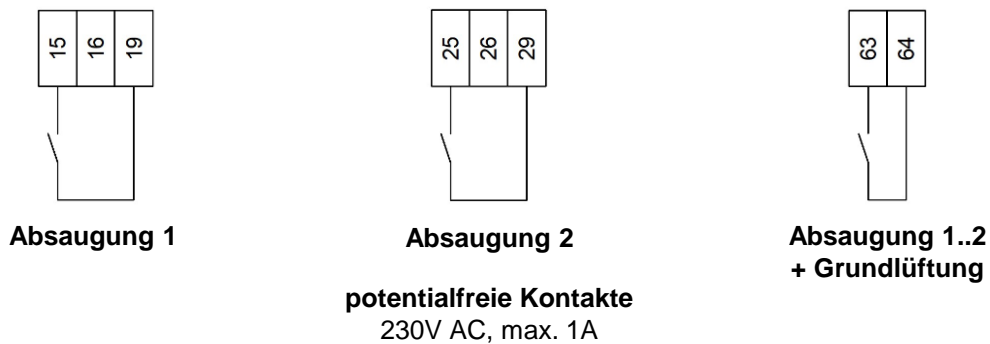 15 16 19
25 26 29
63 64
Absaugung 1
Absaugung 2
Absaugung 1..2
+ Grundlüftung
potentialfreie Kontakte
230V AC, max. 1A